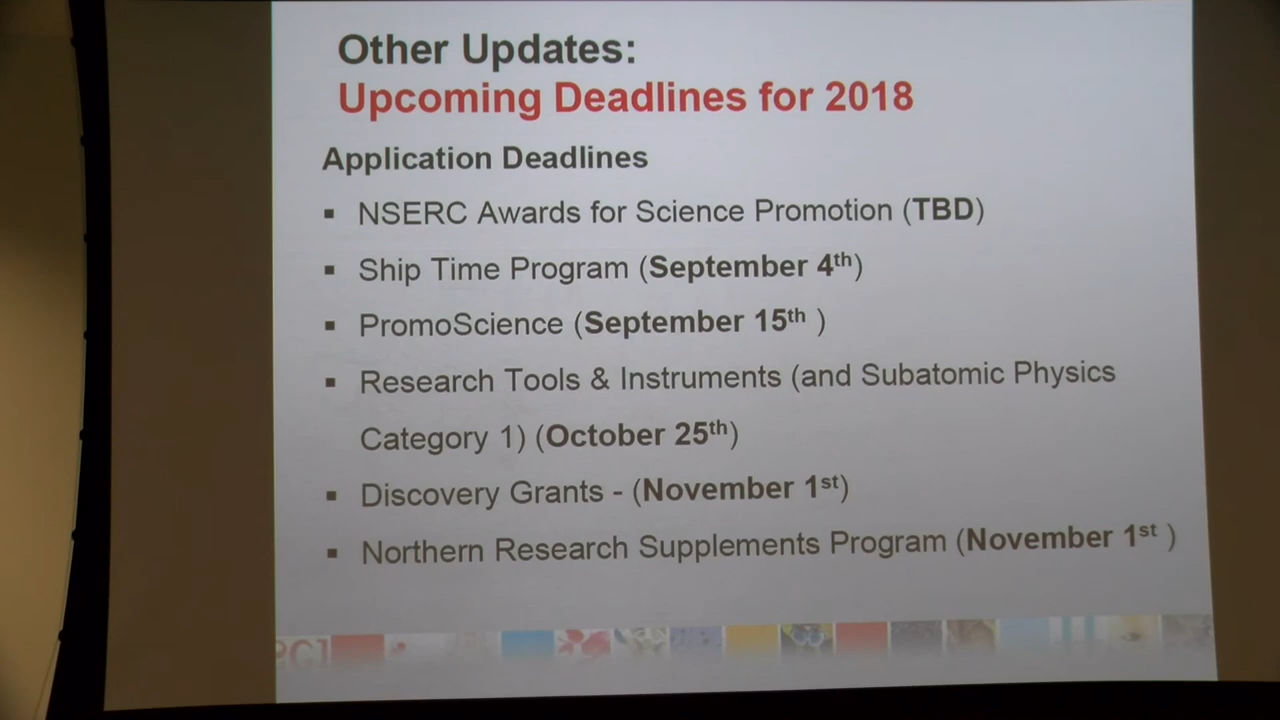 Other Updates:
Upcoming Deadlines for 2018
Application Deadlines
▪ NSERC Awards for Science Promotion (TBD)
▪ Ship Time Program (September 4th)
▪ PromoScience (September 15th )
▪ Research Tools & Instruments (and Subatomic Physics
Category 1) (October 25th)
▪ Discovery Grants - (November 1st)
▪ Northern Research Supplements Program (November 1st )